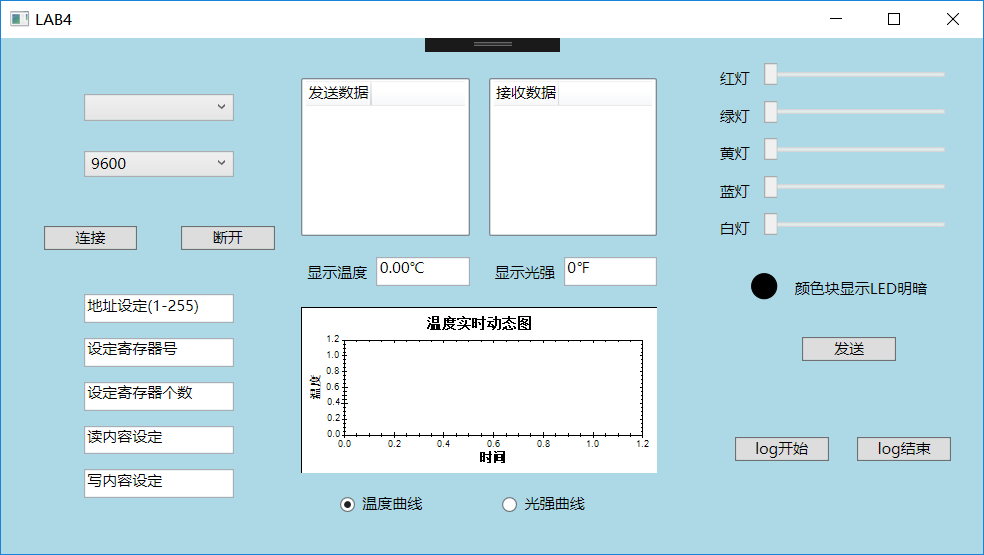 LAB4
9600
连接
断开
地址设定(1-255)
设定寄存器号
设定寄存器个数
读内容设定
写内容设定
发送数据
接收数据
显示温度
0.00℃
显示光强
0℉
温度实时动态图
温度
1.2
1.0
0.8
0.6
0.4
0.2
0.0
0.0
0.2
0.4
0.6
0.8
1.0
1.2
时间
温度曲线
光强曲线
红灯
绿灯
黄灯
蓝灯
白灯
颜色块显示LED明暗
发送
log开始
log结束